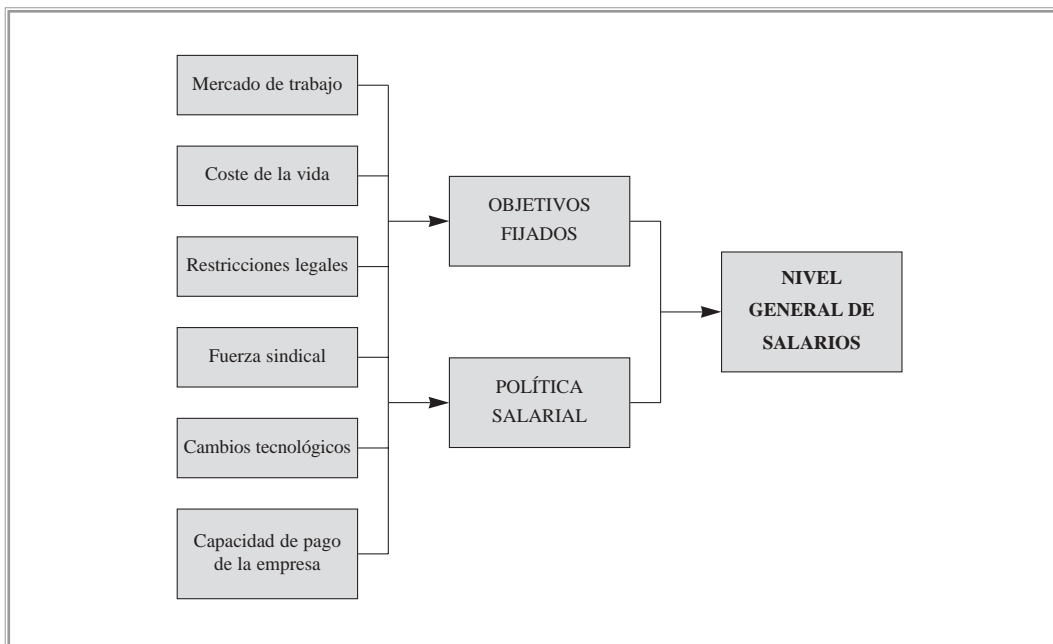 Mercado de trabajo
Coste de la vida
Restricciones legales
Fuerza sindical
Cambios tecnológicos
Capacidad de pago
de la empresa
OBJETIVOS
FIJADOS
POLÍTICA
SALARIAL
NIVEL
GENERAL DE
SALARIOS